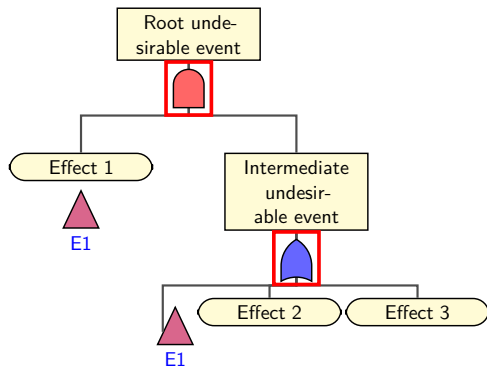 Root unde-
sirable event
Effect 1
Intermediate
undesir-
able event
E1
Effect 2
Effect 3
E1